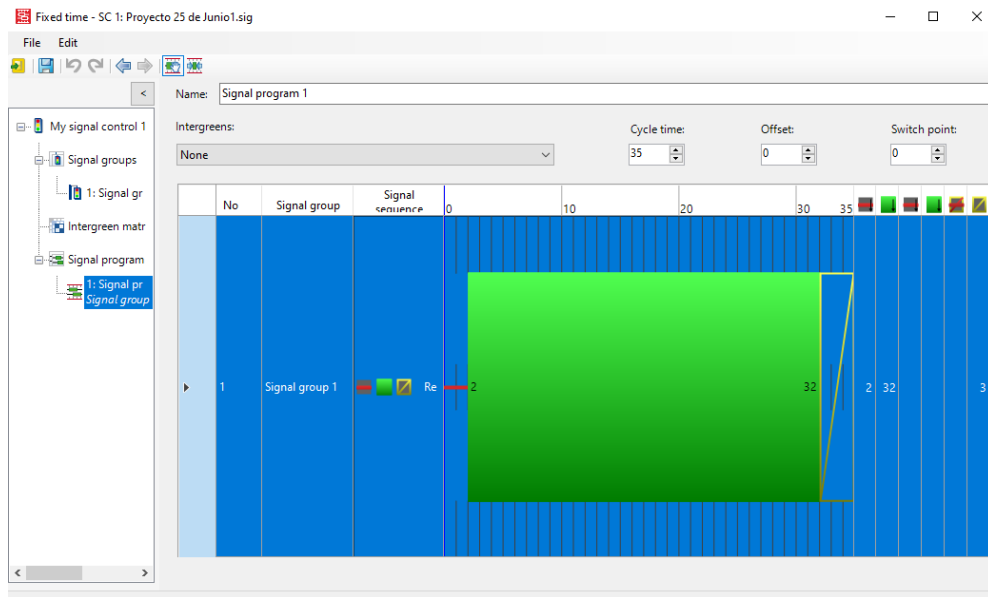 Fixed time - SC 1: Proyecto 25 de Junio1.sig
File Edit
<
Name: Signal program 1
My signal control 1
Signal groups
1: Signal gr
Intergreen matr
Signal program
1: Signal pr
Signal group
Intergreens:
None
Cycle time: Offset: Switch point:
35 0 0
No Signal group Signal sequence 0 10 20 30 35
1 Signal group 1 Re 2 32 2 32 3